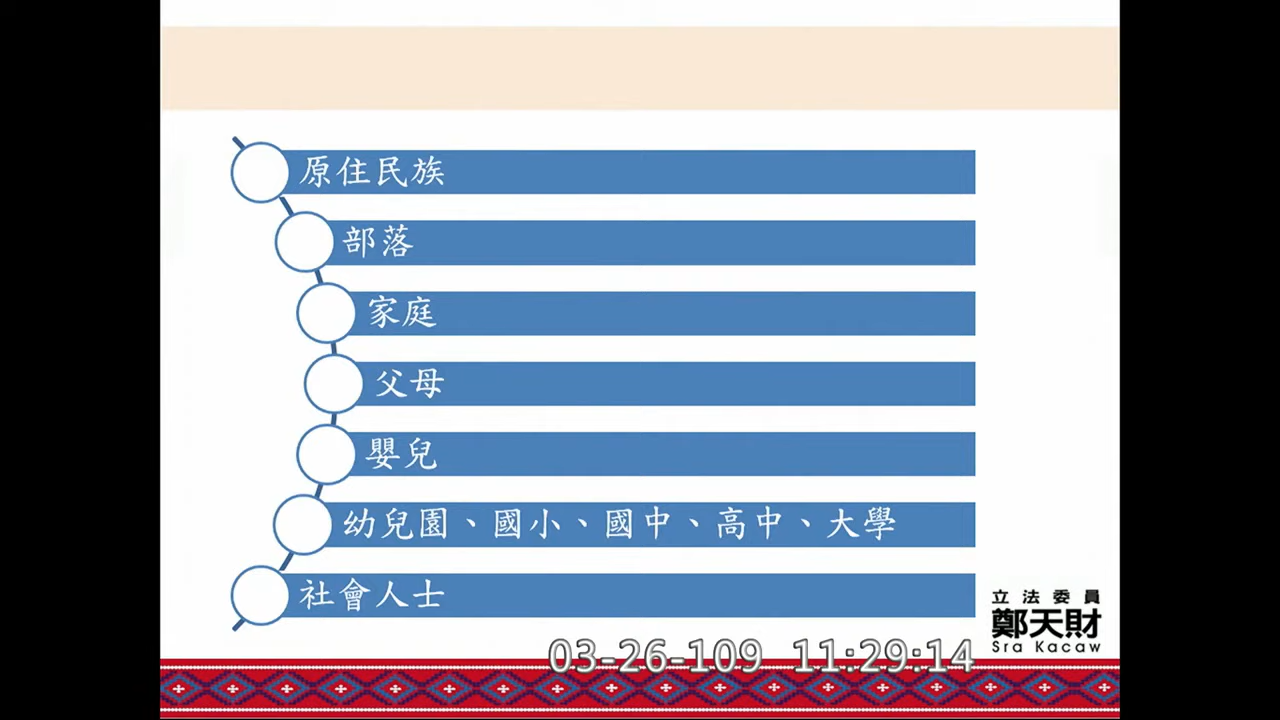 原住民族
部落
家庭
父母
嬰兒
幼兒園、國小、國中、高中、大學
社會人士
立法委員
鄭天財
Sra Kacaw
03-26-109 11:29:14